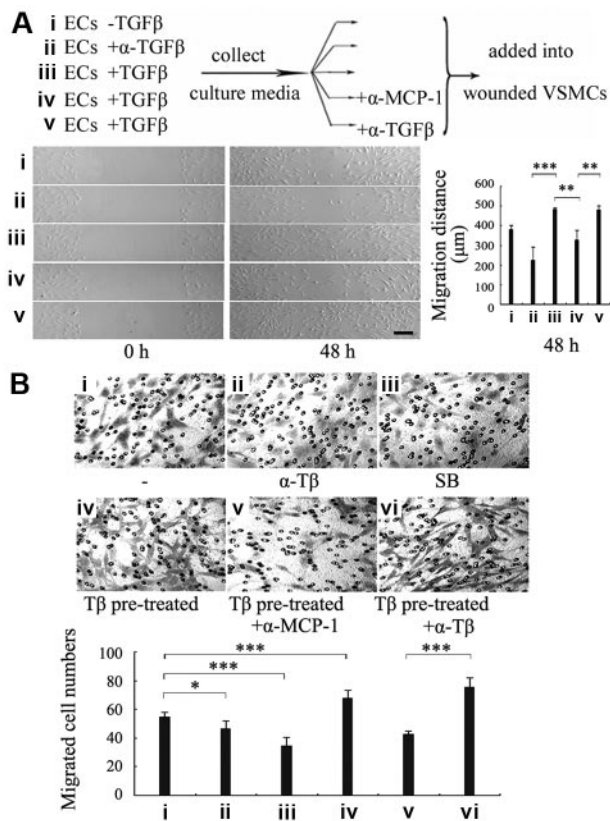 A
i ECs -TGFβ
ii ECs +α-TGFβ
iii ECs +TGFβ
iv ECs +TGFβ
v ECs +TGFβ
collect
culture media
+α-MCP-1
+α-TGFβ
added into
wounded VSMCs
i
ii
iii
iv
v
0 h
48 h
Migration distance
(μm)
600
500
400
300
200
100
0
***
**
**
i ii iii iv v
48 h
B
i
ii
iii
-
α-Tβ
SB
iv
v
vi
Tβ pre-treated
Tβ pre-treated
+α-MCP-1
Tβ pre-treated
+α-Tβ
Migrated cell numbers
100
80
60
40
20
0
***
***
*
***
i ii iii iv v vi